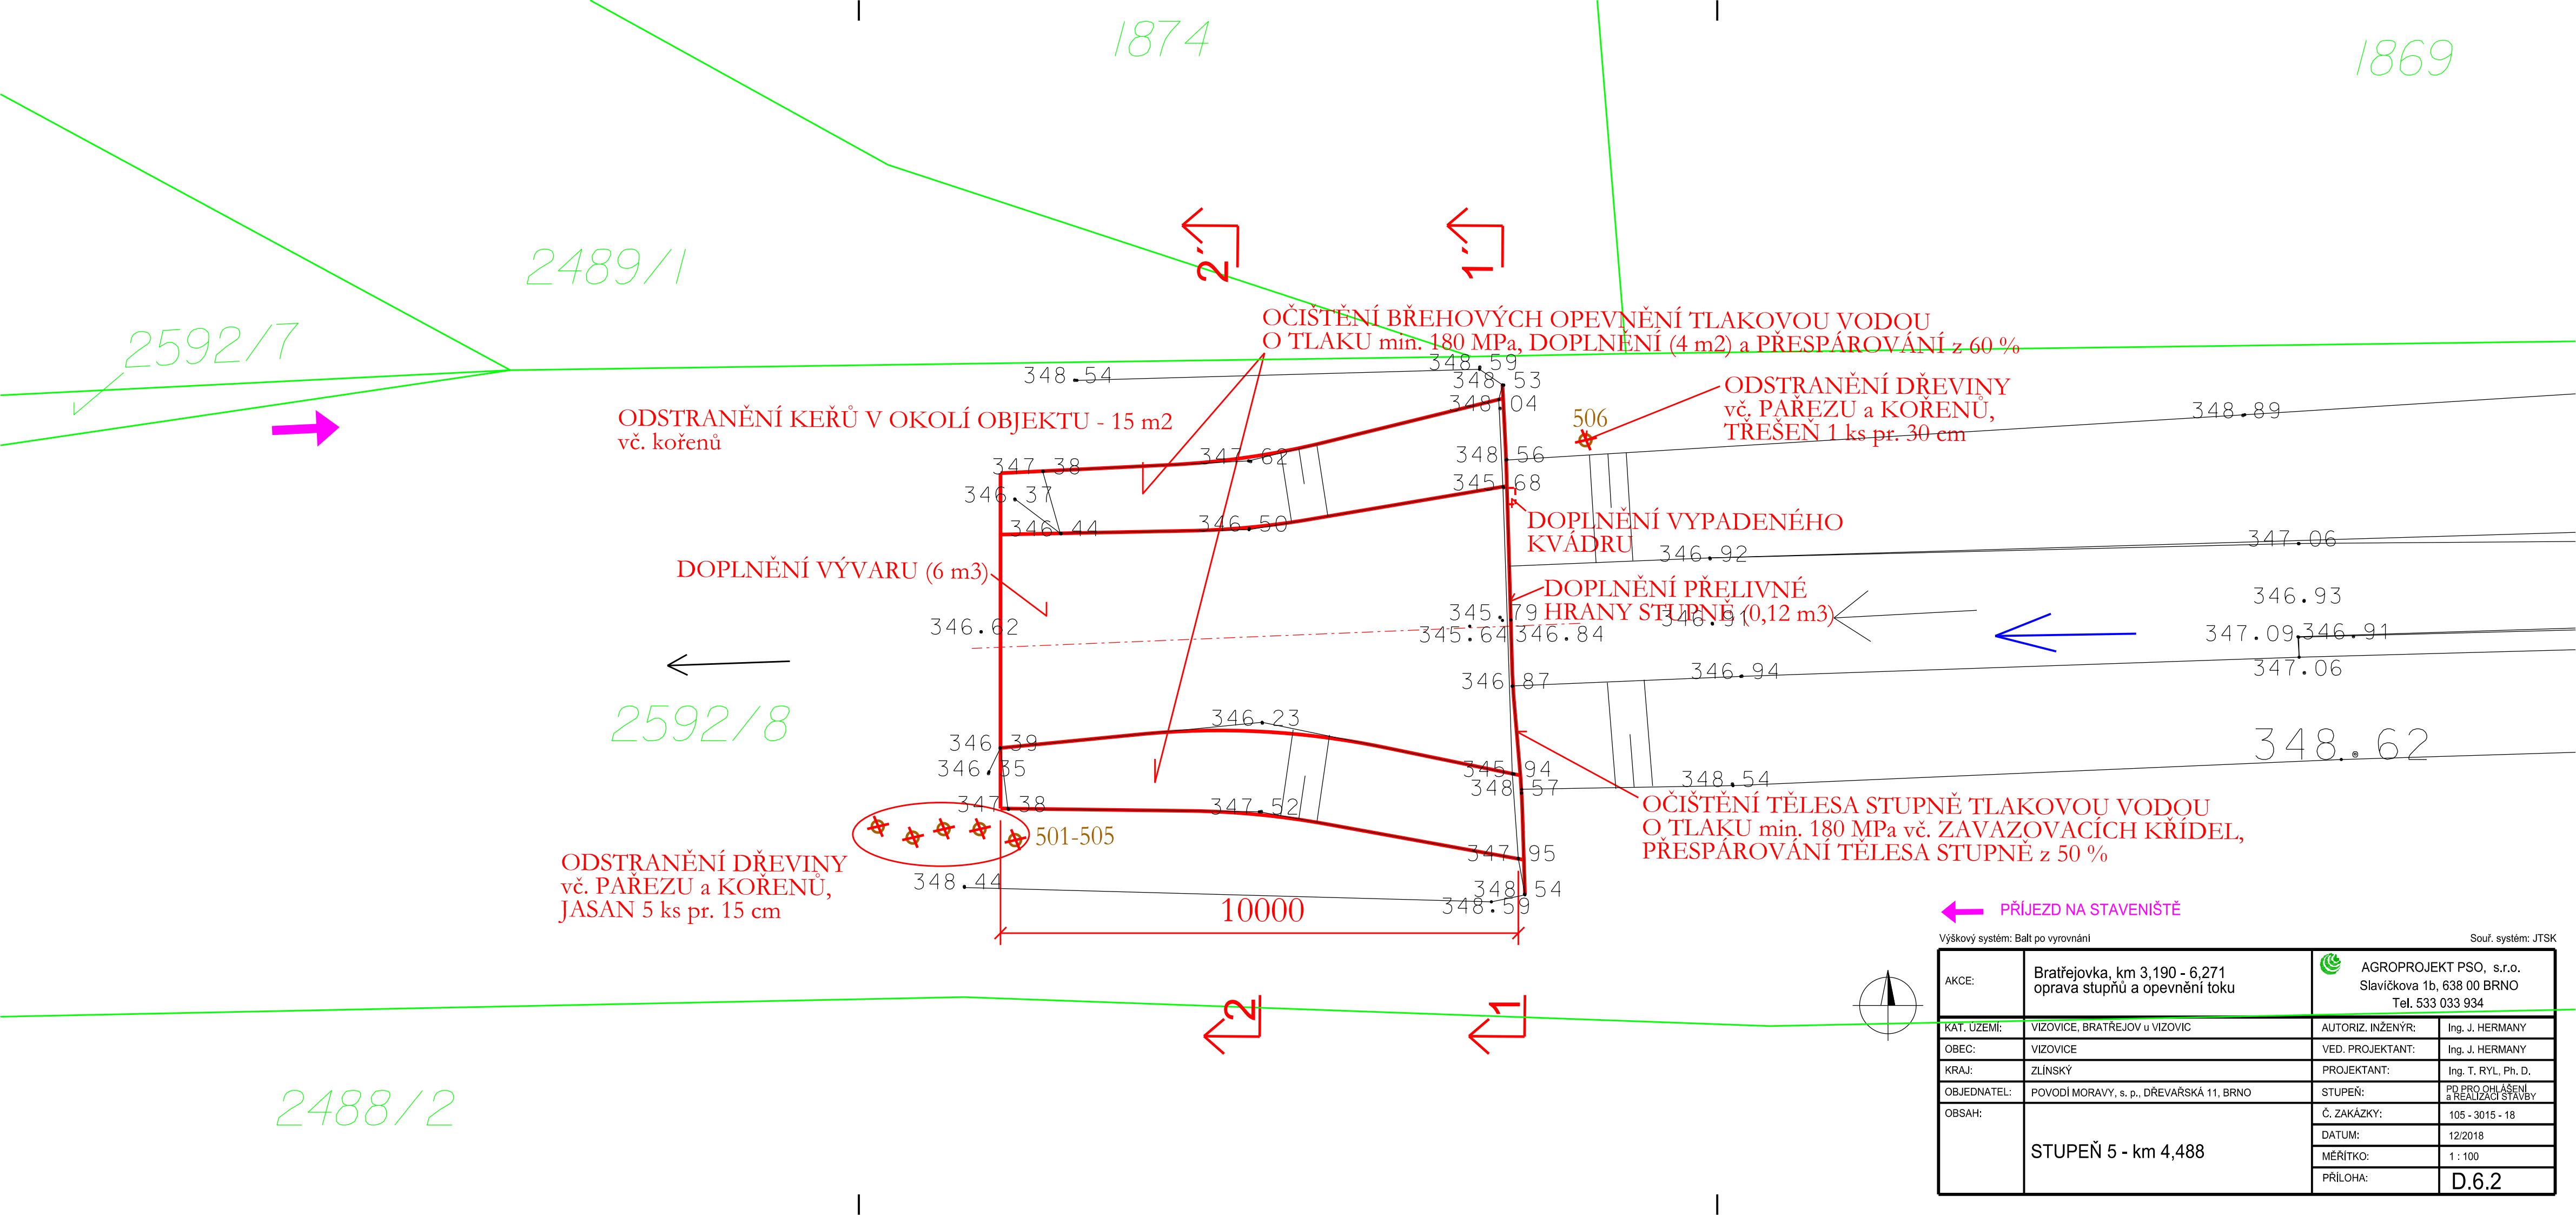 1874
1869
2489/1
2592/7
2"
1"
OČIŠTĚNÍ BŘEHOVÝCH OPEVNĚNÍ TLAKOVOU VODOU
O TLAKU min. 180 MPa, DOPLNĚNÍ (4 m2) a PŘESPÁROVÁNÍ z 60 %
348.59
348.54
348.53
348.04
ODSTRANĚNÍ KEŘŮ V OKOLÍ OBJEKTU - 15 m2
vč. kořenů
506
ODSTRANĚNÍ DŘEVINY
vč. PAŘEZU a KOŘENŮ,
TŘEŠEŇ 1 ks pr. 30 cm
348.89
347.38
347.62
348.56
346.37
345.68
346.44
346.50
DOPLNĚNÍ VYPADENÉHO
KVÁDRU
346.92
347.06
DOPLNĚNÍ VÝVARU (6 m3)
DOPLNĚNÍ PŘELIVNÉ
HRANY STUPNĚ (0,12 m3)
346.93
346.62
345.79
346.91
345.64
346.84
347.09
346.91
347.06
346.87
346.94
2592/8
346.23
346.39
346.35
345.94
348.57
348.54
348.62
347.38
347.52
501-505
OČIŠTĚNÍ TĚLESA STUPNĚ TLAKOVOU VODOU
O TLAKU min. 180 MPa vč. ZAVAZOVACÍCH KŘÍDEL,
PŘESPÁROVÁNÍ TĚLESA STUPNĚ z 50 %
ODSTRANĚNÍ DŘEVINY
vč. PAŘEZU a KOŘENŮ,
JASAN 5 ks pr. 15 cm
347.95
348.44
348.54
348.59
10000
2
1
2488/2
PŘÍJEZD NA STAVENIŠTĚ
Výškový systém: Balt po vyrovnání
Souř. systém: JTSK
AKCE:
Bratřejovka, km 3,190 - 6,271
oprava stupňů a opevnění toku
AGROPROJEKT PSO, s.r.o.
Slavíčkova 1b, 638 00 BRNO
Tel. 533 033 934
KAT. ÚZEMÍ: VIZOVICE, BRATŘEJOV u VIZOVIC
AUTORIZ. INŽENÝR: Ing. J. HERMANY
OBEC: VIZOVICE
VED. PROJEKTANT: Ing. J. HERMANY
KRAJ: ZLÍNSKÝ
PROJEKTANT: Ing. T. RYL, Ph. D.
OBJEDNATEL: POVODÍ MORAVY, s. p., DŘEVAŘSKÁ 11, BRNO
STUPEŇ: PD PRO OHLÁŠENÍ
a REALIZACI STAVBY
OBSAH:
STUPEŇ 5 - km 4,488
Č. ZAKÁZKY: 105 - 3015 - 18
DATUM: 12/2018
MĚŘÍTKO: 1 : 100
PŘÍLOHA: D.6.2